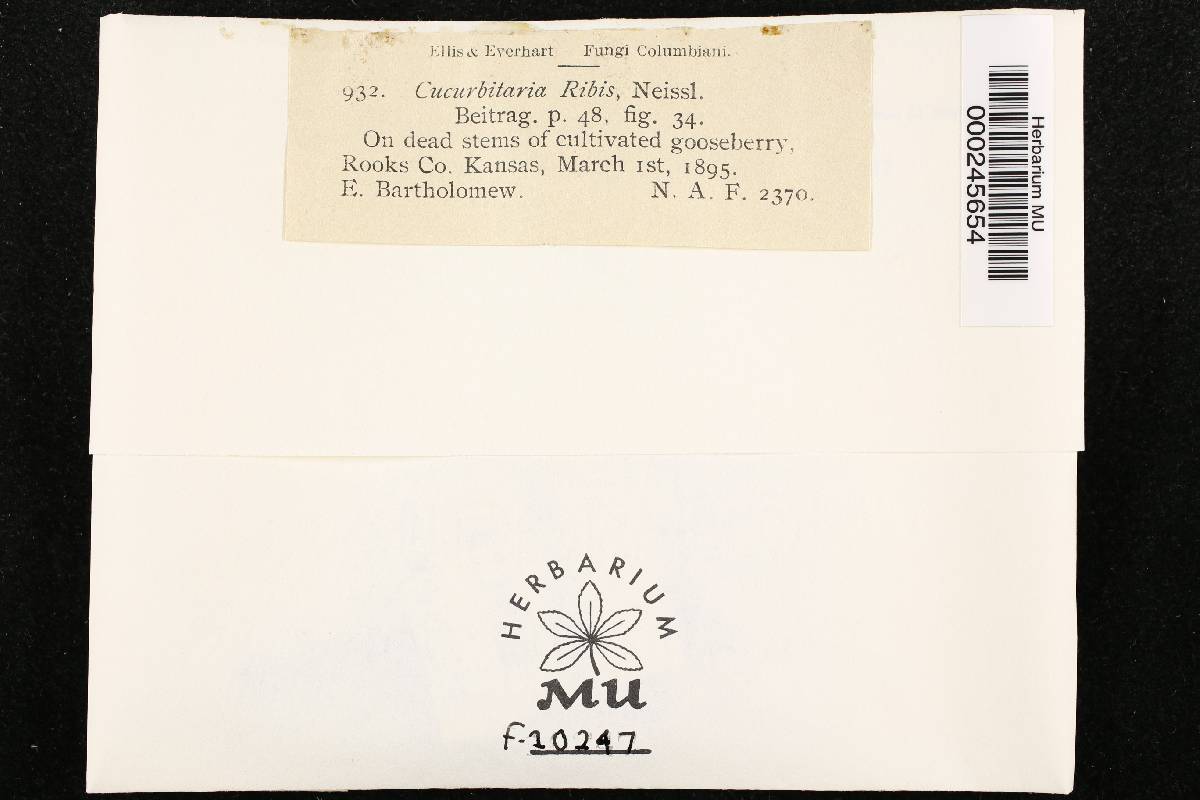 Ellis & Everhart Fungi Columbiani.
932. Cucurbitaria Ribis, Neissl.
Beitrag. p. 48, fig. 34.
On dead stems of cultivated gooseberry,
Rooks Co. Kansas, March 1st, 1895.
E. Bartholomew. N. A. F. 2370.
Herbarium MU
000245654
HERBARIUM
MU
F-20247